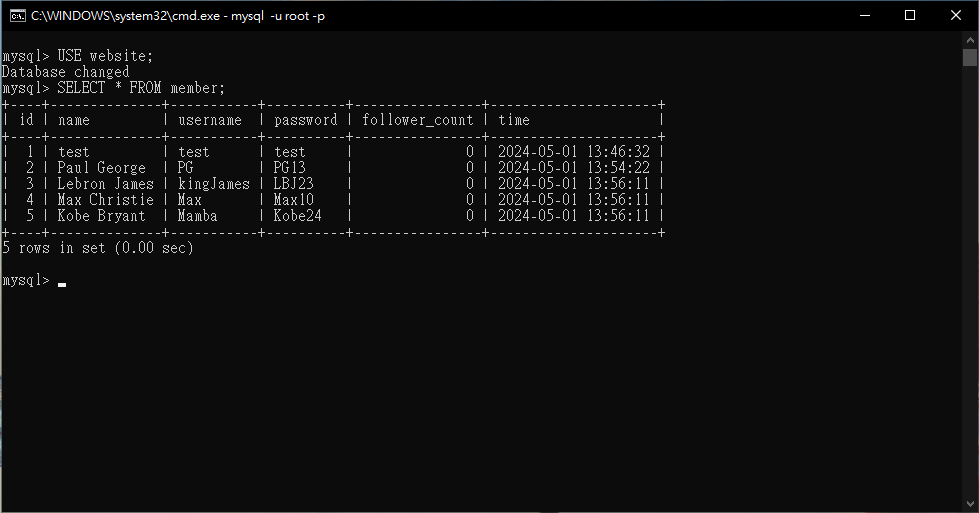 C:\WINDOWS\system32\cmd.exe - mysql -u root -p
mysql> USE website;
Database changed
mysql> SELECT * FROM member;
+----+--------------+-----------+----------+----------------+---------------------+
| id | name         | username  | password | follower_count | time                |
+----+--------------+-----------+----------+----------------+---------------------+
|  1 | test         | test      | test     |              0 | 2024-05-01 13:46:32 |
|  2 | Paul George  | PG        | PG13     |              0 | 2024-05-01 13:54:22 |
|  3 | Lebron James | kingJames | LBJ23    |              0 | 2024-05-01 13:56:11 |
|  4 | Max Christie | Max       | Max10    |              0 | 2024-05-01 13:56:11 |
|  5 | Kobe Bryant  | Mamba     | Kobe24   |              0 | 2024-05-01 13:56:11 |
+----+--------------+-----------+----------+----------------+---------------------+
5 rows in set (0.00 sec)
mysql>